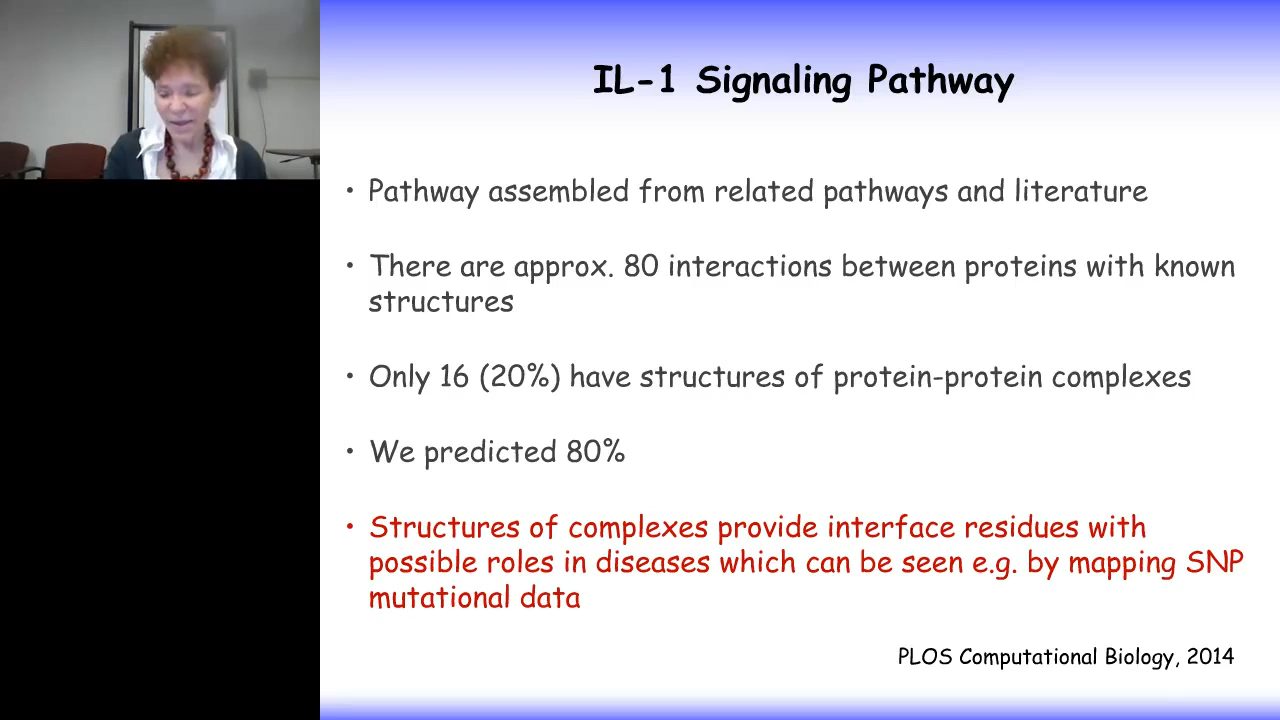 IL-1 Signaling Pathway
• Pathway assembled from related pathways and literature
• There are approx. 80 interactions between proteins with known
structures
• Only 16 (20%) have structures of protein-protein complexes
• We predicted 80%
• Structures of complexes provide interface residues with
possible roles in diseases which can be seen e.g. by mapping SNP
mutational data
PLOS Computational Biology, 2014